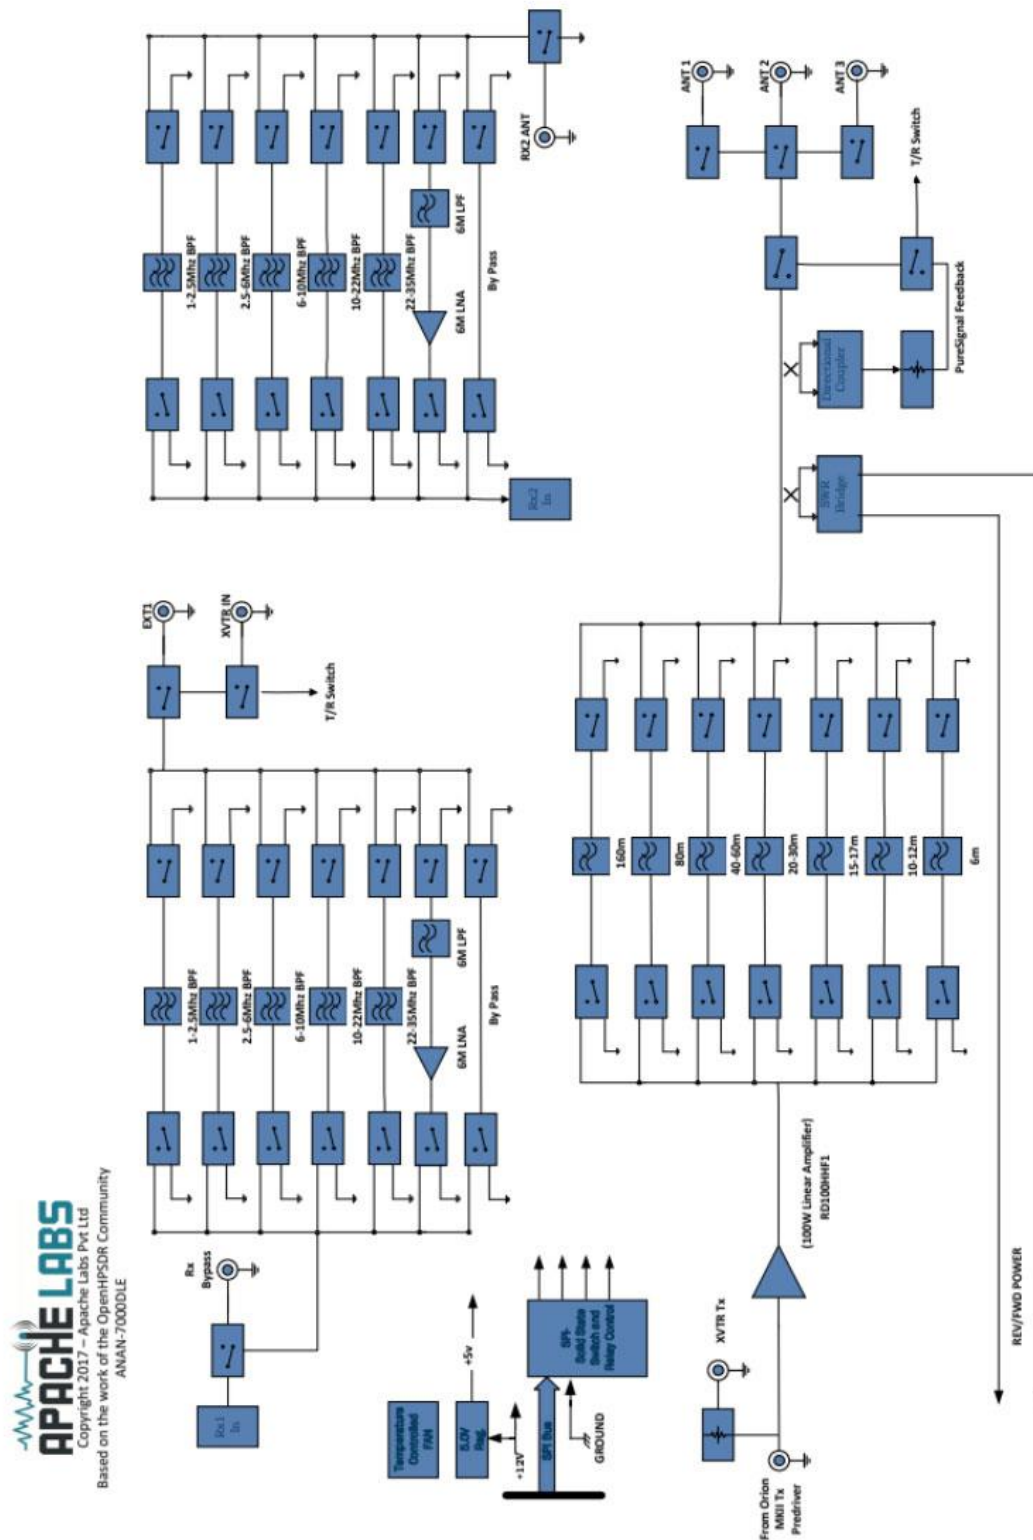 APACHE LABS
Copyright 2017 – Apache Labs Pvt Ltd
Based on the work of the OpenHPSDR Community
ANAN-7000DLE
Rx1
In
Rx
Bypass
1-2.5Mhz BPF
2.5-6Mhz BPF
6-10Mhz BPF
10-22Mhz BPF
22-35Mhz BPF
6M LNA
6M LPF
By Pass
EXT1
XVTR IN
T/R Switch
Rx2
In
1-2.5Mhz BPF
2.5-6Mhz BPF
6-10Mhz BPF
10-22Mhz BPF
22-35Mhz BPF
6M LNA
6M LPF
By Pass
RX2 ANT
Temperature
Controlled
FAN
5.0V
Reg.
+5v
+12V
SPI Bus
SPI-
Solid State
Switch and
Relay Control
GROUND
From Orion
MKII Tx
Predriver
XVTR Tx
(100W Linear Amplifier)
RD100HHF1
160m
80m
40-60m
20-30m
15-17m
10-12m
6m
SWR
Bridge
Directional
Coupler
PureSignal Feedback
T/R Switch
ANT 1
ANT 2
ANT 3
REV/FWD POWER